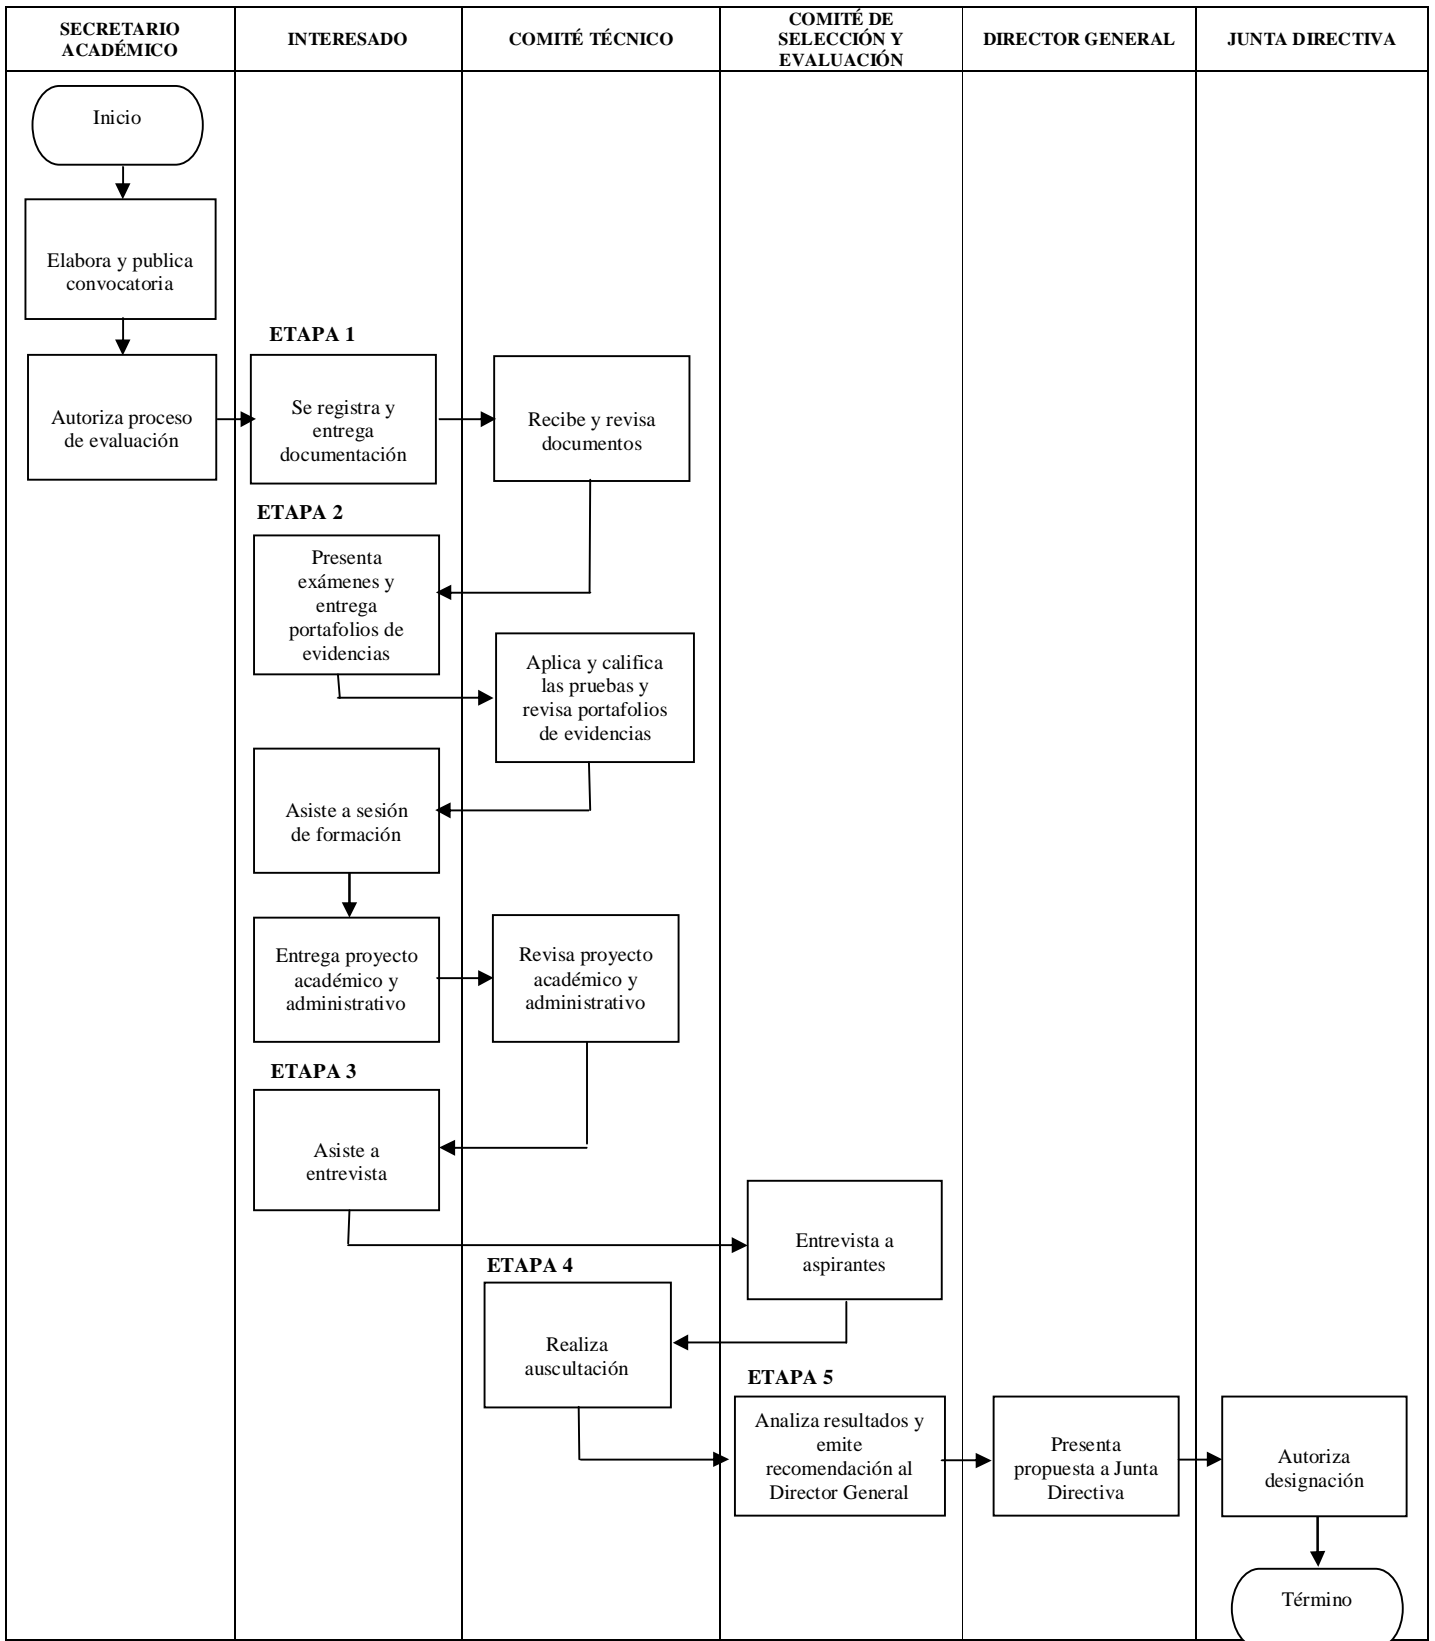 SECRETARIO
ACADÉMICO
INTERESADO
COMITÉ TÉCNICO
COMITÉ DE
SELECCIÓN Y
EVALUACIÓN
DIRECTOR GENERAL
JUNTA DIRECTIVA
Inicio
Elabora y publica
convocatoria
Autoriza proceso
de evaluación
ETAPA 1
Se registra y
entrega
documentación
Recibe y revisa
documentos
ETAPA 2
Presenta
exámenes y
entrega
portafolios de
evidencias
Aplica y califica
las pruebas y
revisa portafolios
de evidencias
Asiste a sesión
de formación
Entrega proyecto
académico y
administrativo
Revisa proyecto
académico y
administrativo
ETAPA 3
Asiste a
entrevista
Entrevista a
aspirantes
ETAPA 4
Realiza
auscultación
ETAPA 5
Analiza resultados y
emite
recomendación al
Director General
Presenta
propuesta a Junta
Directiva
Autoriza
designación
Término